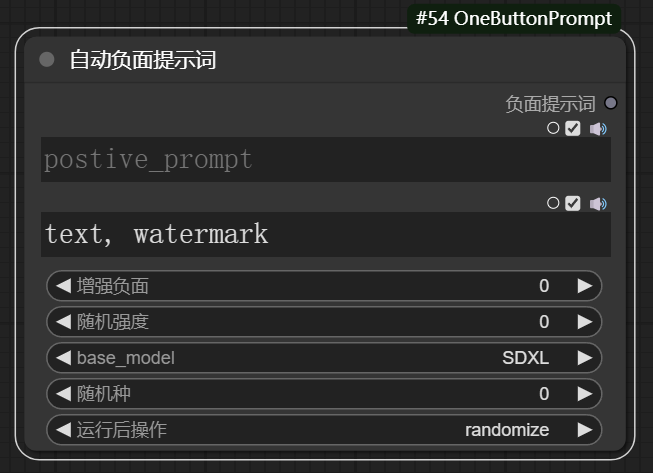 #54 OneButtonPrompt
自动负面提示词
负面提示词
postive_prompt
text, watermark
增强负面 0
随机强度 0
base_model SDXL
随机种 0
运行后操作 randomize